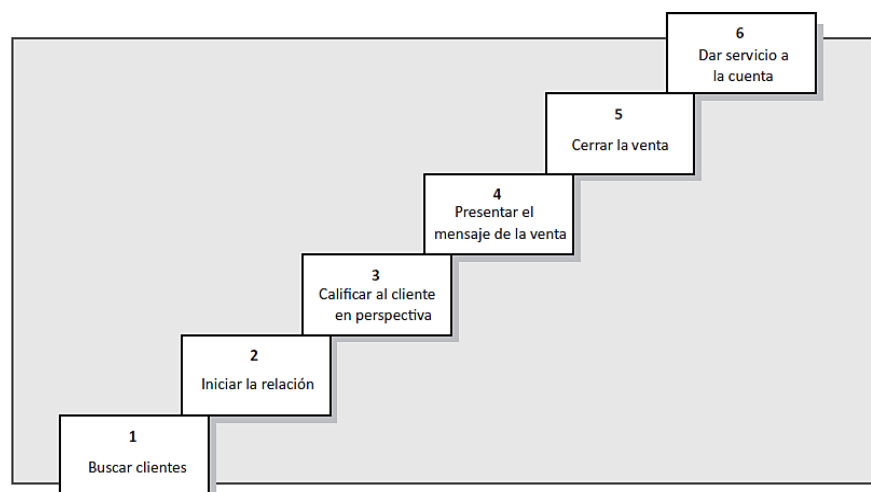 1
Buscar clientes
2
Iniciar la relación
3
Calificar al cliente
en perspectiva
4
Presentar el
mensaje de la venta
5
Cerrar la venta
6
Dar servicio a
la cuenta